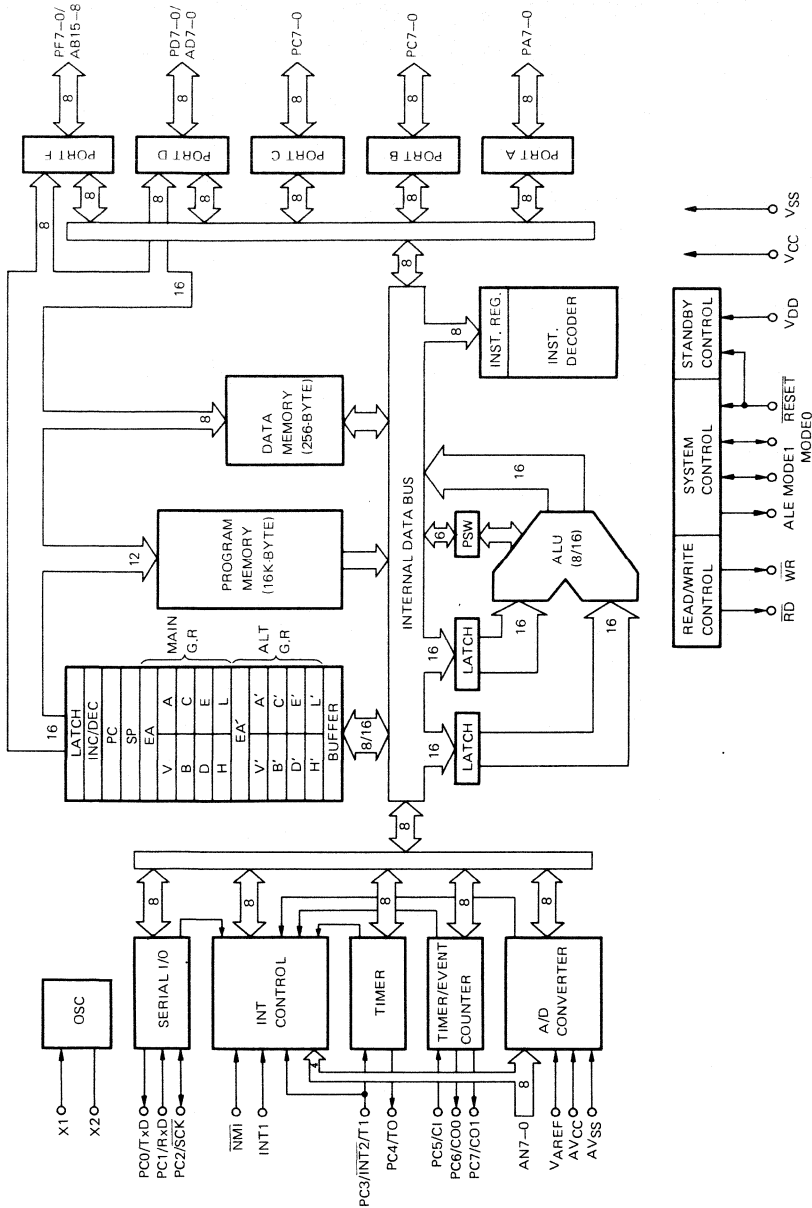 X1
X2
OSC
PC0/TxD
PC1/RxD
PC2/SCK
SERIAL I/O
8
NMI
INT1
INT
CONTROL
8
4
PC3/INT2/T1
PC4/TO
TIMER
8
PC5/CI
PC6/CO0
PC7/CO1
TIMER/EVENT
COUNTER
8
AN7-0
8
VAREF
AVCC
AVSS
A/D
CONVERTER
8
8
LATCH
INC/DEC
PC
SP
EA
V A
B C
D E
H L
EA'
V' A'
B' C'
D' E'
H' L'
BUFFER
MAIN
G.R
ALT
G.R
16
8/16
12
PROGRAM
MEMORY
(16K-BYTE)
8
DATA
MEMORY
(256-BYTE)
16
INTERNAL DATA BUS
16
LATCH
16
16
LATCH
16
6
PSW
ALU
(8/16)
16
8
INST. REG.
INST.
DECODER
8
8
8
PORT F
8
PF7-0/
AB15-8
8
PORT D
8
PD7-0/
AD7-0
8
PORT C
8
PC7-0
8
PORT B
8
PC7-0
8
PORT A
8
PA7-0
READ/WRITE
CONTROL
SYSTEM
CONTROL
STANDBY
CONTROL
RD
WR
ALE
MODE1
MODE0
RESET
VDD
VCC
VSS